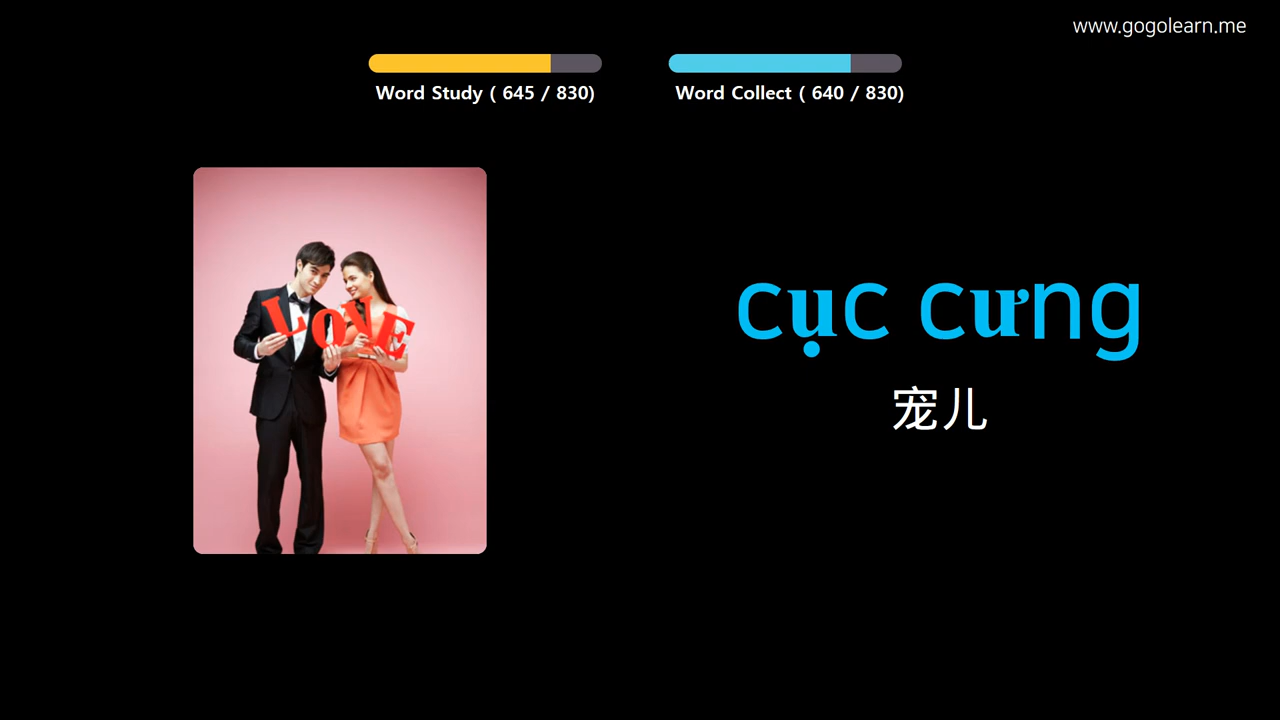 www.gogolearn.me
Word Study ( 645 / 830)
Word Collect ( 640 / 830)
LOVE
cục cưng
宠儿